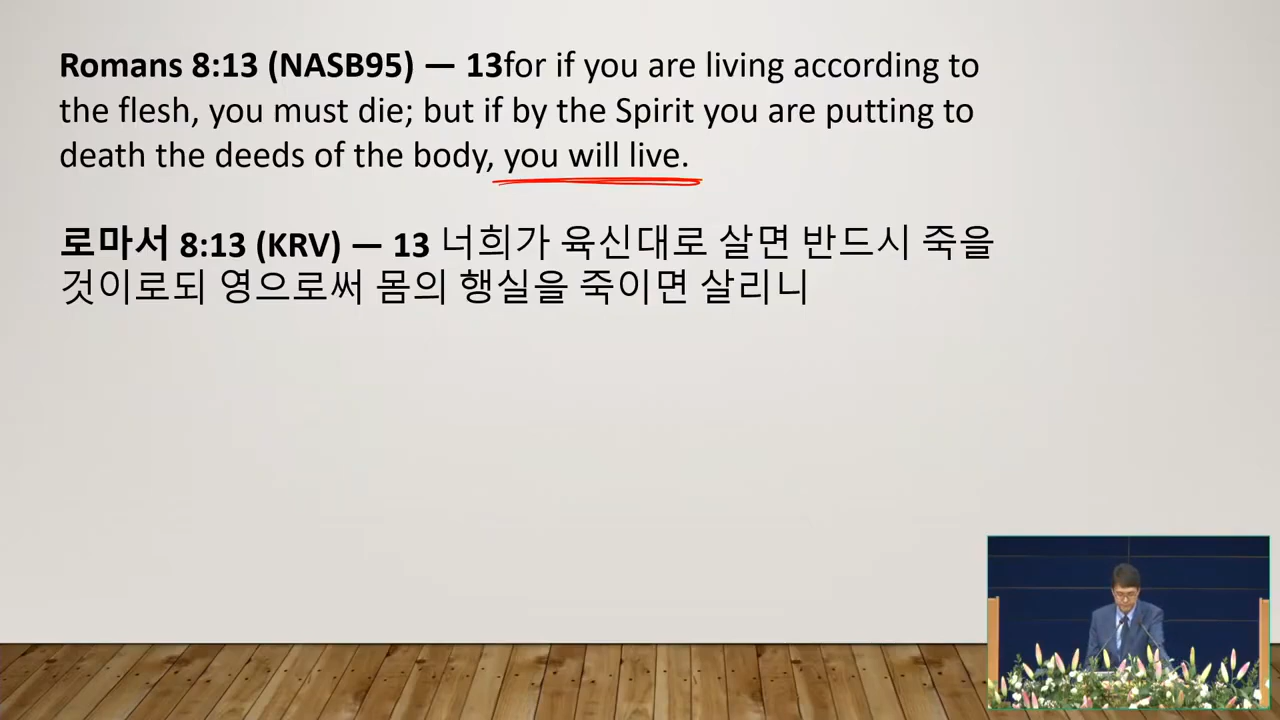 Romans 8:13 (NASB95) — 13for if you are living according to
the flesh, you must die; but if by the Spirit you are putting to
death the deeds of the body, you will live.
로마서 8:13 (KRV) — 13 너희가 육신대로 살면 반드시 죽을
것이로되 영으로써 몸의 행실을 죽이면 살리니